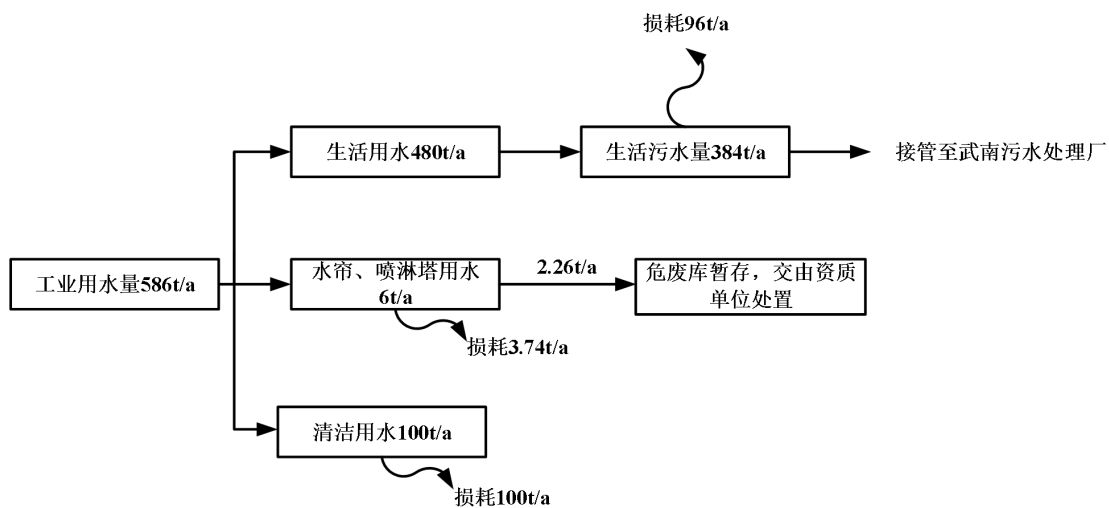 损耗96t/a
生活用水480t/a
生活污水量384t/a
接管至武南污水处理厂
工业用水量586t/a
水帘、喷淋塔用水
6t/a
2.26t/a
危废库暂存，交由资质
单位处置
损耗3.74t/a
清洁用水100t/a
损耗100t/a